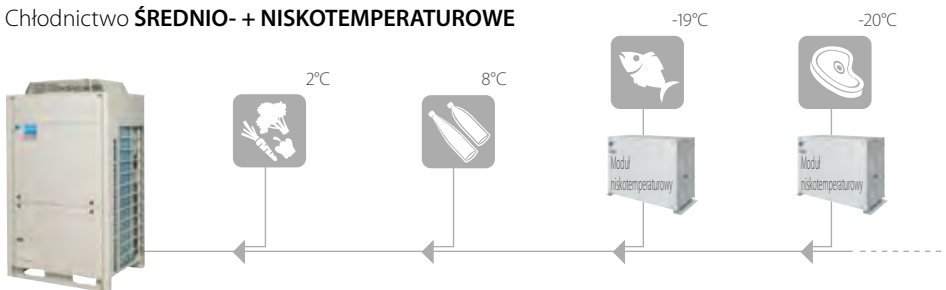 Chłodnictwo ŚREDNIO- + NISKOTEMPERATUROWE
-19°C
-20°C
2°C
8°C
Moduł
niskotemperaturowy
Moduł
niskotemperaturowy